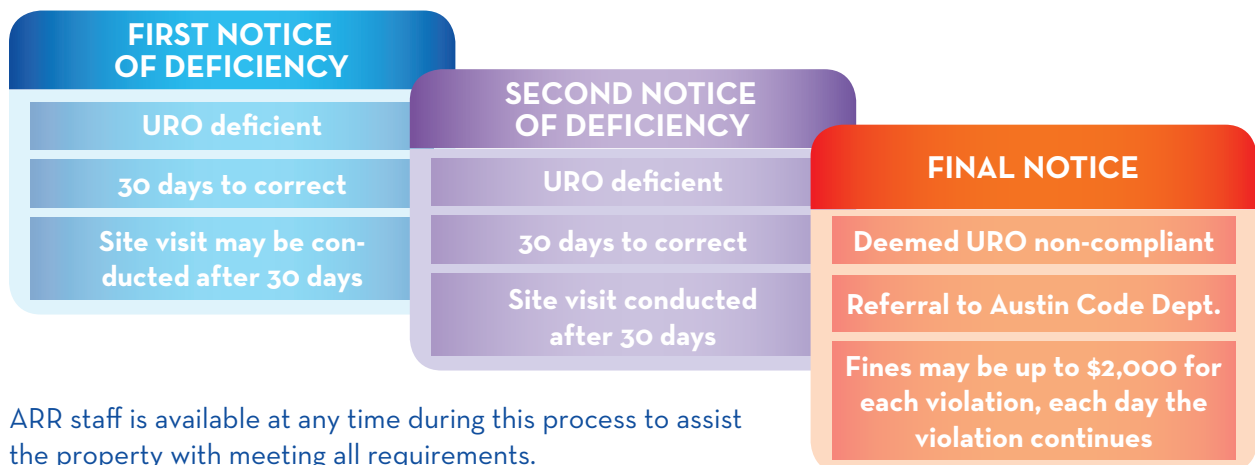 FIRST NOTICE
OF DEFICIENCY
URO deficient
30 days to correct
Site visit may be con-
ducted after 30 days
SECOND NOTICE
OF DEFICIENCY
URO deficient
30 days to correct
Site visit conducted
after 30 days
FINAL NOTICE
Deemed URO non-compliant
Referral to Austin Code Dept.
Fines may be up to $2,000 for
each violation, each day the
violation continues
ARR staff is available at any time during this process to assist
the property with meeting all requirements.